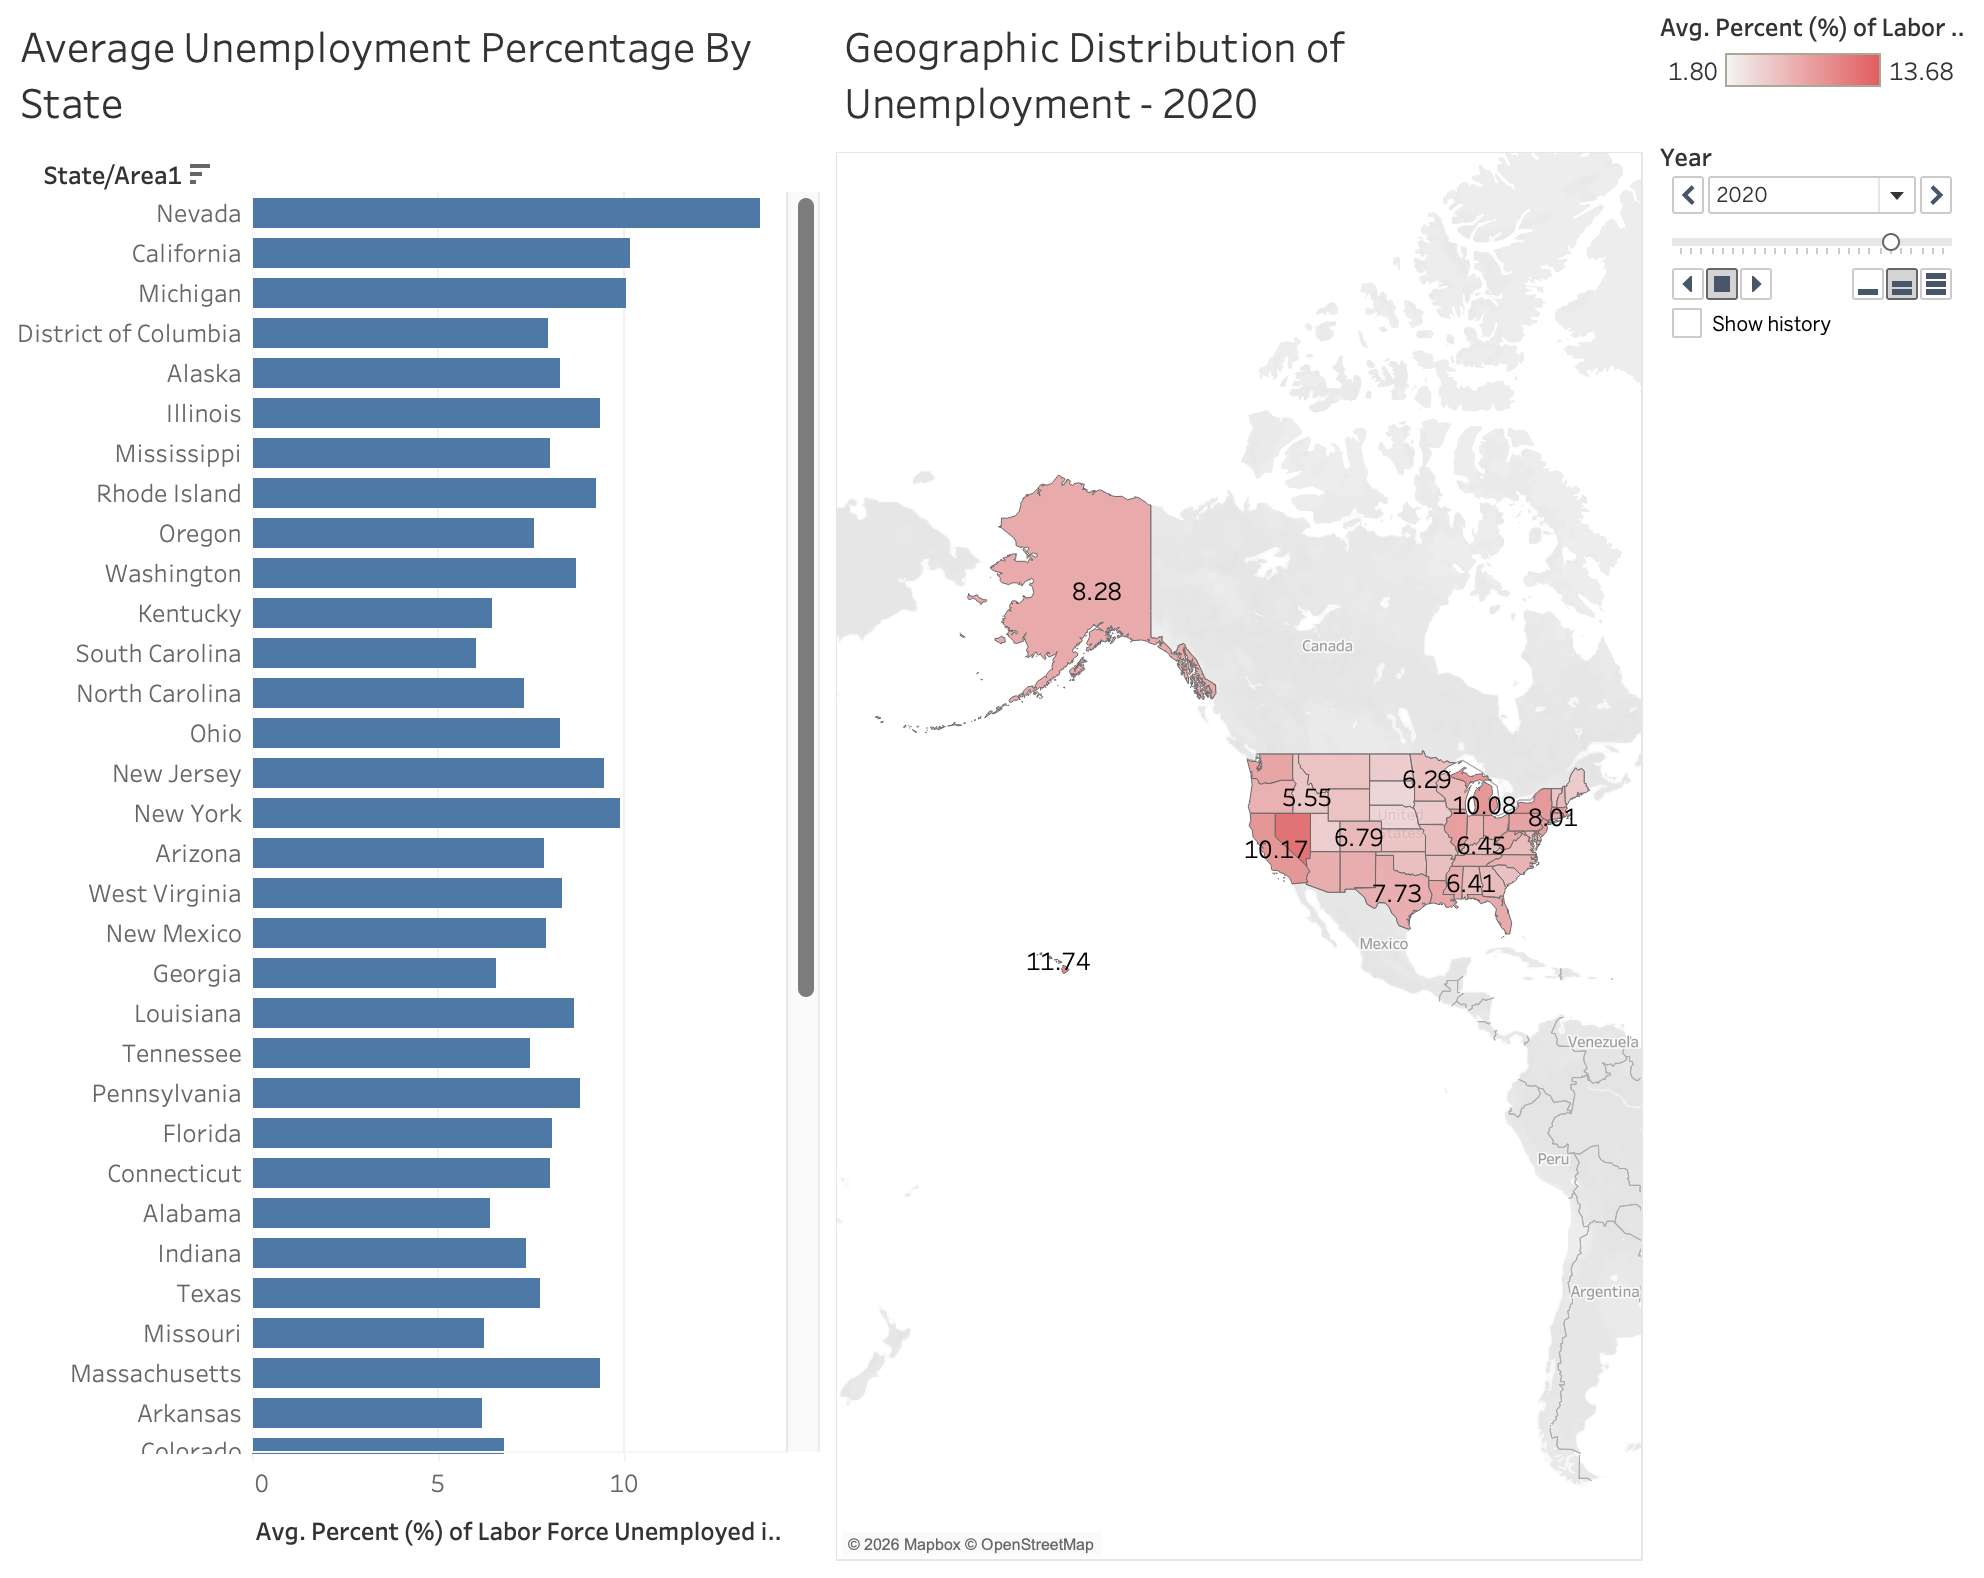 Average Unemployment Percentage By
State
State/Area1
Nevada
California
Michigan
District of Columbia
Alaska
Illinois
Mississippi
Rhode Island
Oregon
Washington
Kentucky
South Carolina
North Carolina
Ohio
New Jersey
New York
Arizona
West Virginia
New Mexico
Georgia
Louisiana
Tennessee
Pennsylvania
Florida
Connecticut
Alabama
Indiana
Texas
Missouri
Massachusetts
Arkansas
Colorado
0 5 10
Avg. Percent (%) of Labor Force Unemployed i..
Geographic Distribution of
Unemployment - 2020
8.28
Canada
6.29
5.55
10.08
United
States
8.01
6.79
6.45
10.17
6.41
7.73
Mexico
11.74
Venezuela
Peru
Argentina
© 2026 Mapbox © OpenStreetMap
Avg. Percent (%) of Labor ..
1.80 13.68
Year
2020
Show history